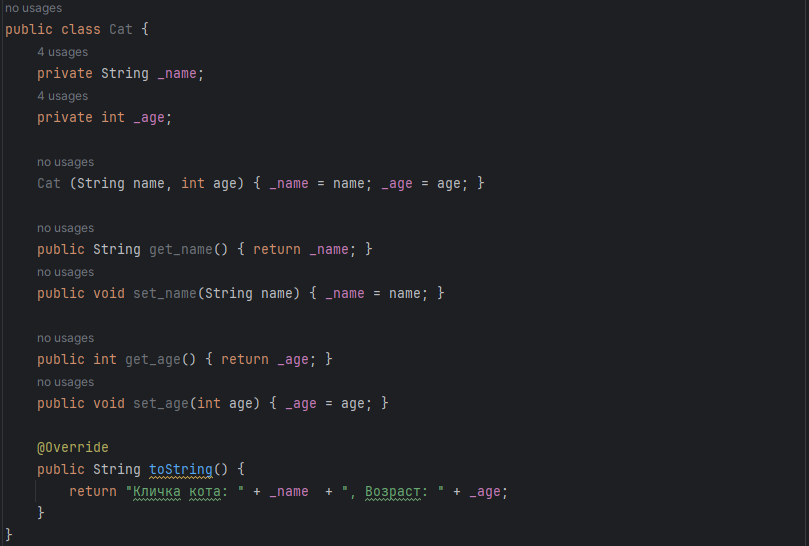 no usages
public class Cat {
4 usages
private String _name;
4 usages
private int _age;
no usages
Cat (String name, int age) { _name = name; _age = age; }
no usages
public String get_name() { return _name; }
no usages
public void set_name(String name) { _name = name; }
no usages
public int get_age() { return _age; }
no usages
public void set_age(int age) { _age = age; }
@Override
public String toString() {
return "Кличка кота: " + _name  + ", Возраст: " + _age;
}
}